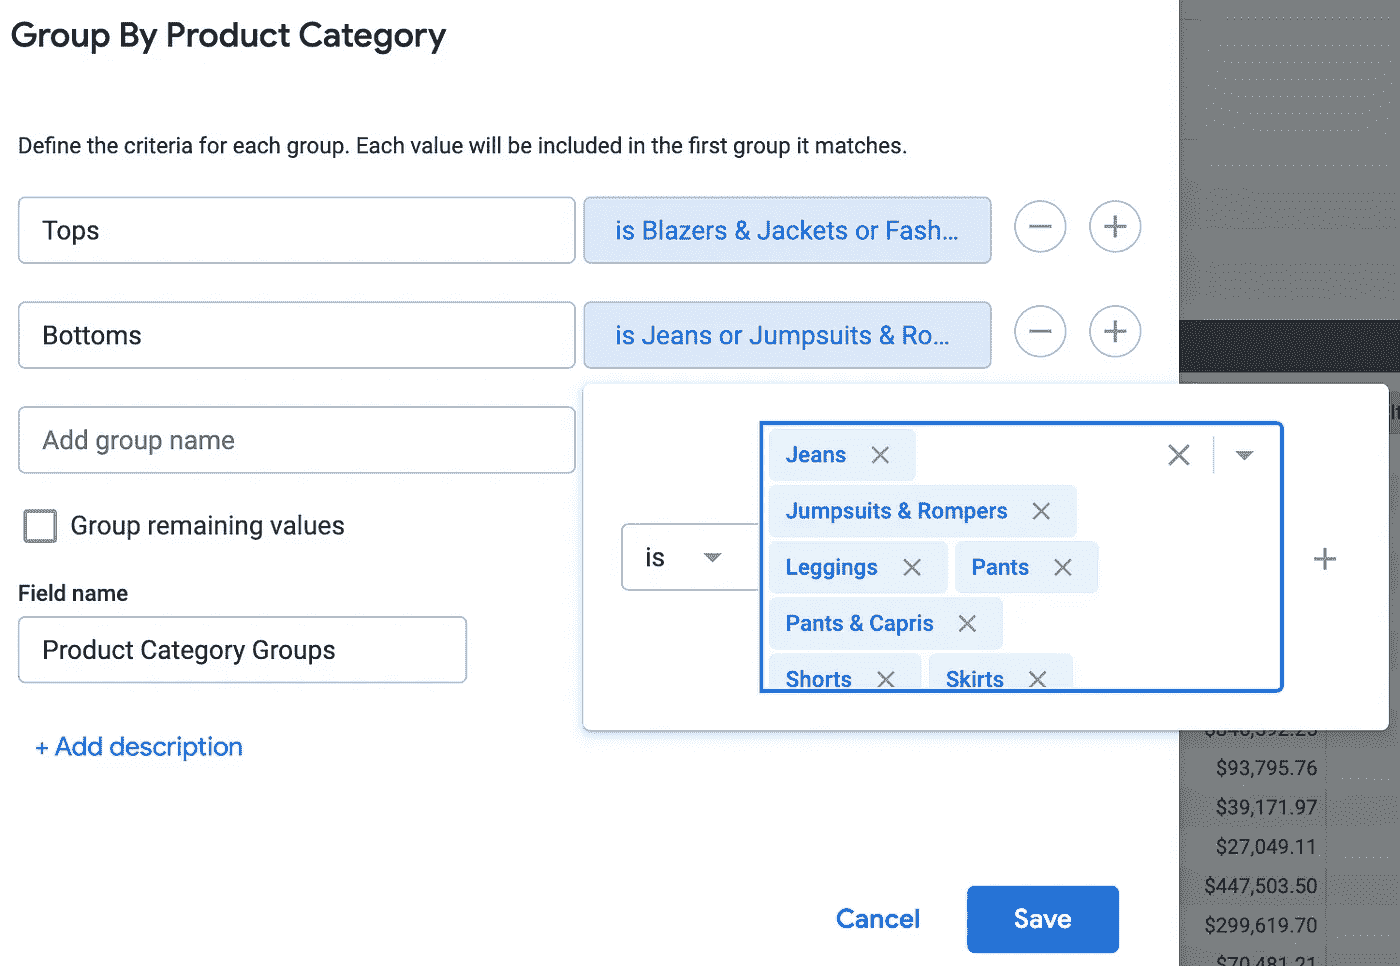 Group By Product Category
Define the criteria for each group. Each value will be included in the first group it matches.
Tops
is Blazers & Jackets or Fash...
Bottoms
is Jeans or Jumpsuits & Ro...
Add group name
Group remaining values
Field name
Product Category Groups
+ Add description
is
Jeans
Jumpsuits & Rompers
Leggings Pants
Pants & Capris
Shorts Skirts
+
$93,795.76
$39,171.97
$27,049.11
$447,503.50
$299,619.70
$70,481.21
Cancel
Save